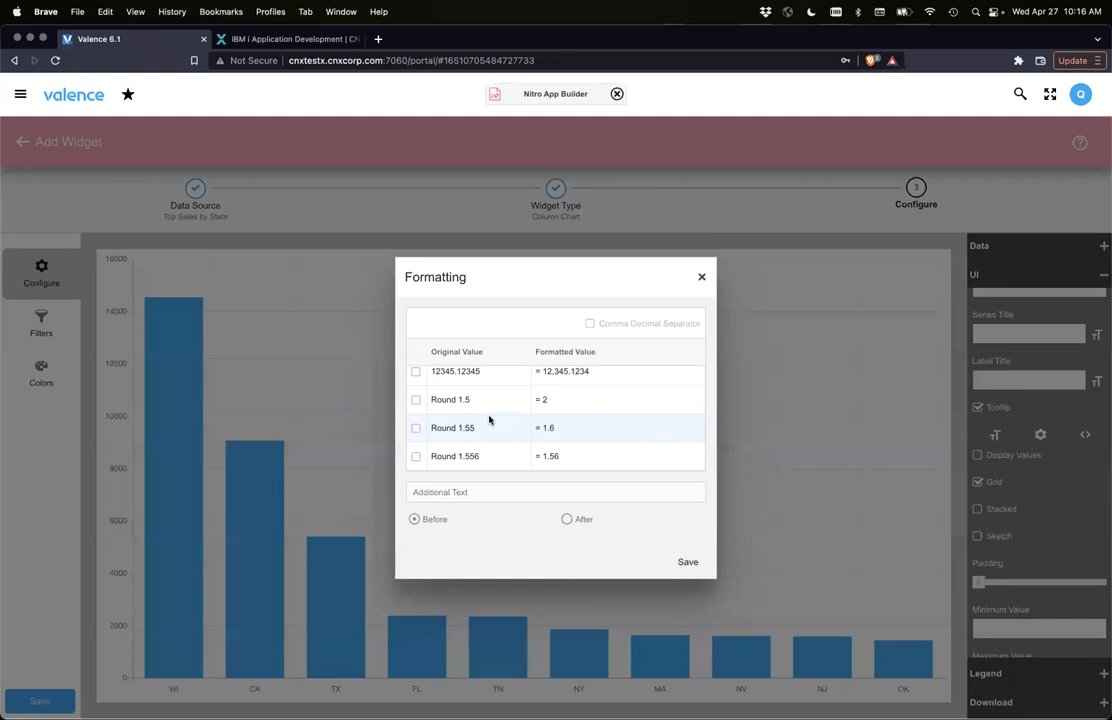 Brave File Edit View History Bookmarks Profiles Tab Window Help Wed Apr 27 10:16 AM
Valence 6.1 IBM i Application Development | CN
Not Secure cnxtestx.cnxcorp.com:7060/portal/#16510705484727733 Update
valence Nitro App Builder Q
Add Widget
3
Data Source Widget Type Configure
Top Sales by State Column Chart
Configure
Filters
Colors
Save
16000
14000
12000
10000
8000
6000
4000
2000
0
WI CA TX FL TN NY MA NV NJ OK
Formatting
Comma Decimal Separator
Original Value Formatted Value
12345.12345 = 12,345.1234
Round 1.5 = 2
Round 1.55 = 1.6
Round 1.556 = 1.56
Additional Text
Before After
Save
Data
UI
Series Title
Label Title
Tooltip
Display Values
Grid
Stacked
Sketch
Padding
Minimum Value
Maximum Value
Legend
Download